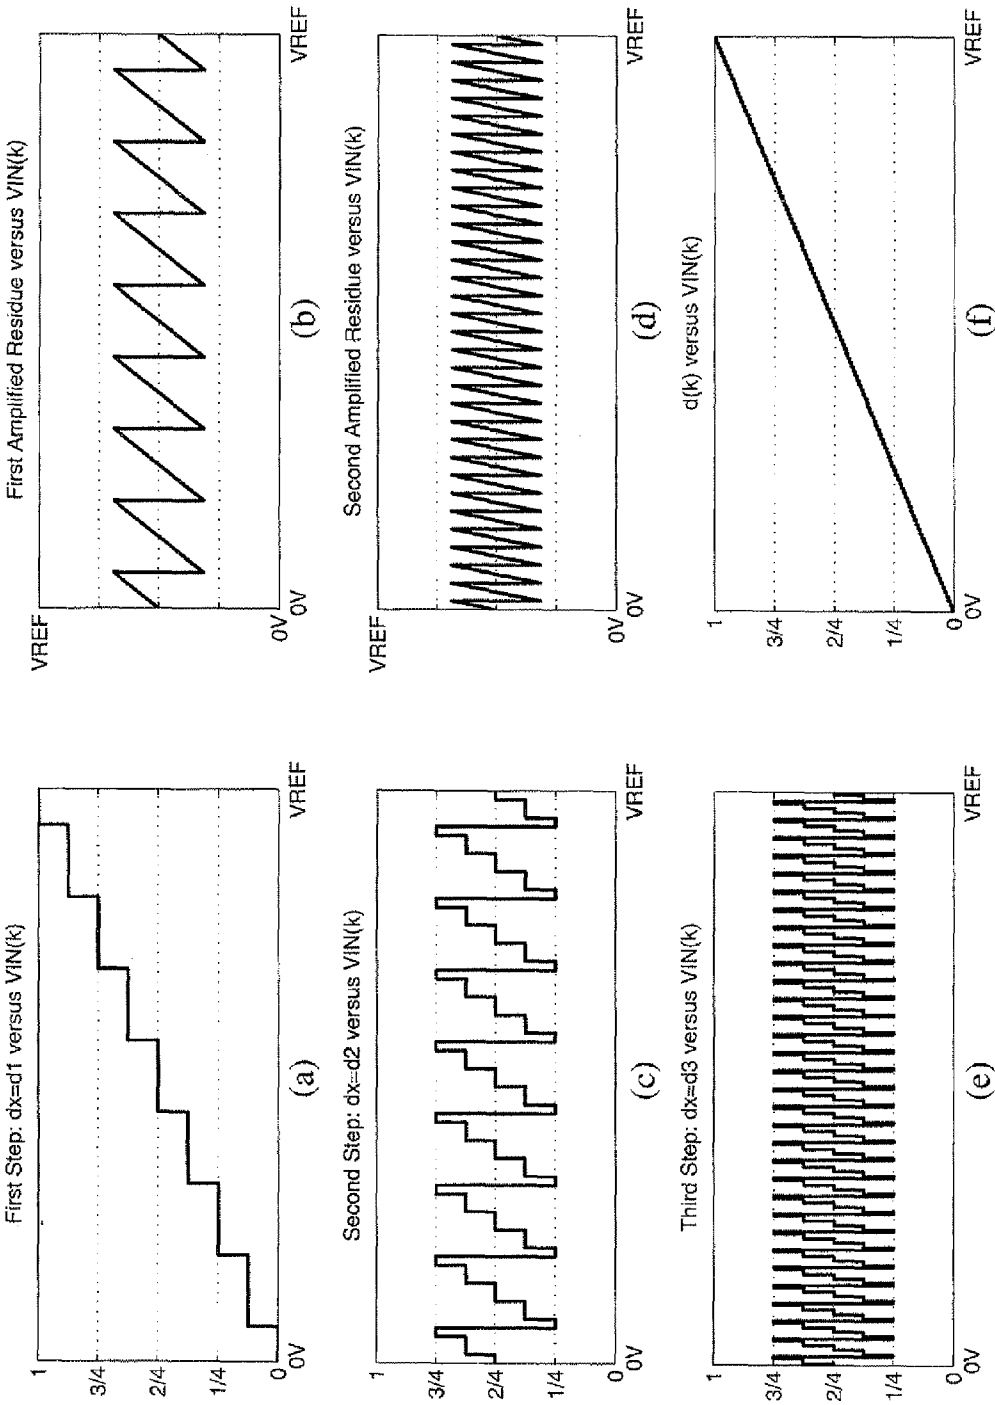 First Step: dx=d1 versus VIN(k)
1
3/4
2/4
1/4
0
0V
VREF
(a)
First Amplified Residue versus VIN(k)
VREF
0V
0V
VREF
(b)
Second Step: dx=d2 versus VIN(k)
1
3/4
2/4
1/4
0
0V
VREF
(c)
Second Amplified Residue versus VIN(k)
VREF
0V
0V
VREF
(d)
Third Step: dx=d3 versus VIN(k)
1
3/4
2/4
1/4
0
0V
VREF
(e)
d(k) versus VIN(k)
1
3/4
2/4
1/4
0
0V
VREF
(f)